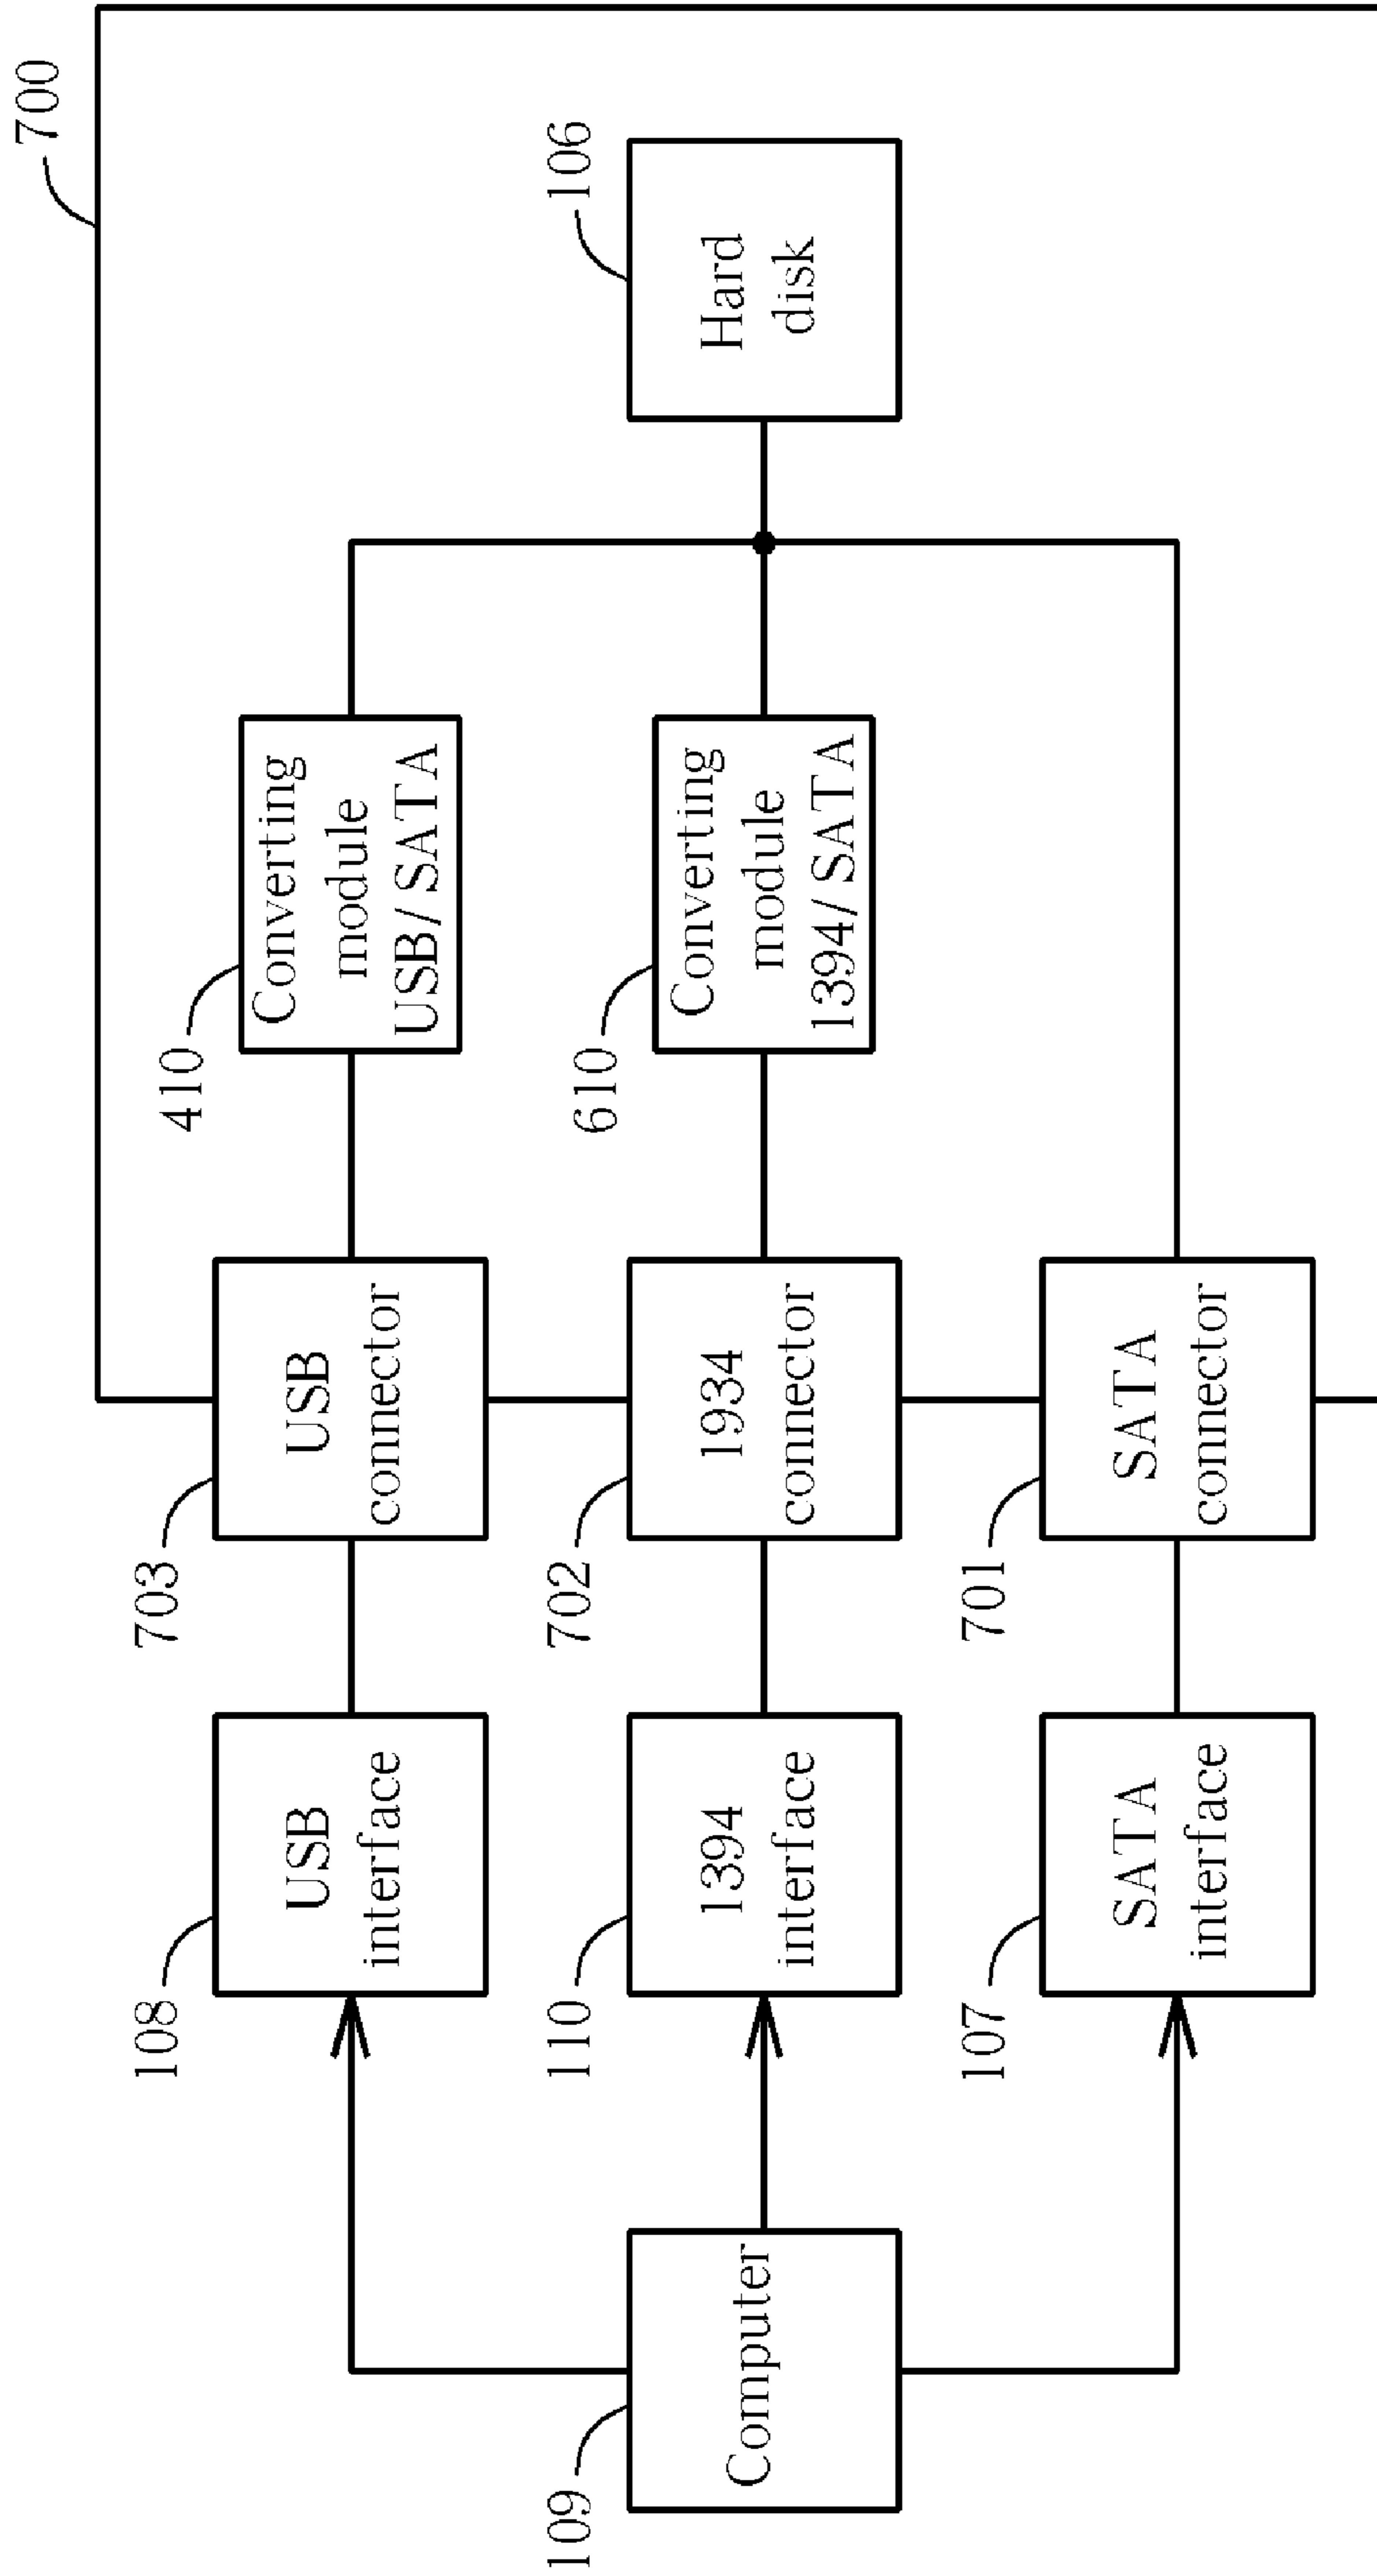 700
108
USB
interface
703
USB
connector
410
Converting
module
USB/SATA
109
Computer
110
1394
interface
702
1934
connector
610
Converting
module
1394/SATA
106
Hard
disk
107
SATA
interface
701
SATA
connector